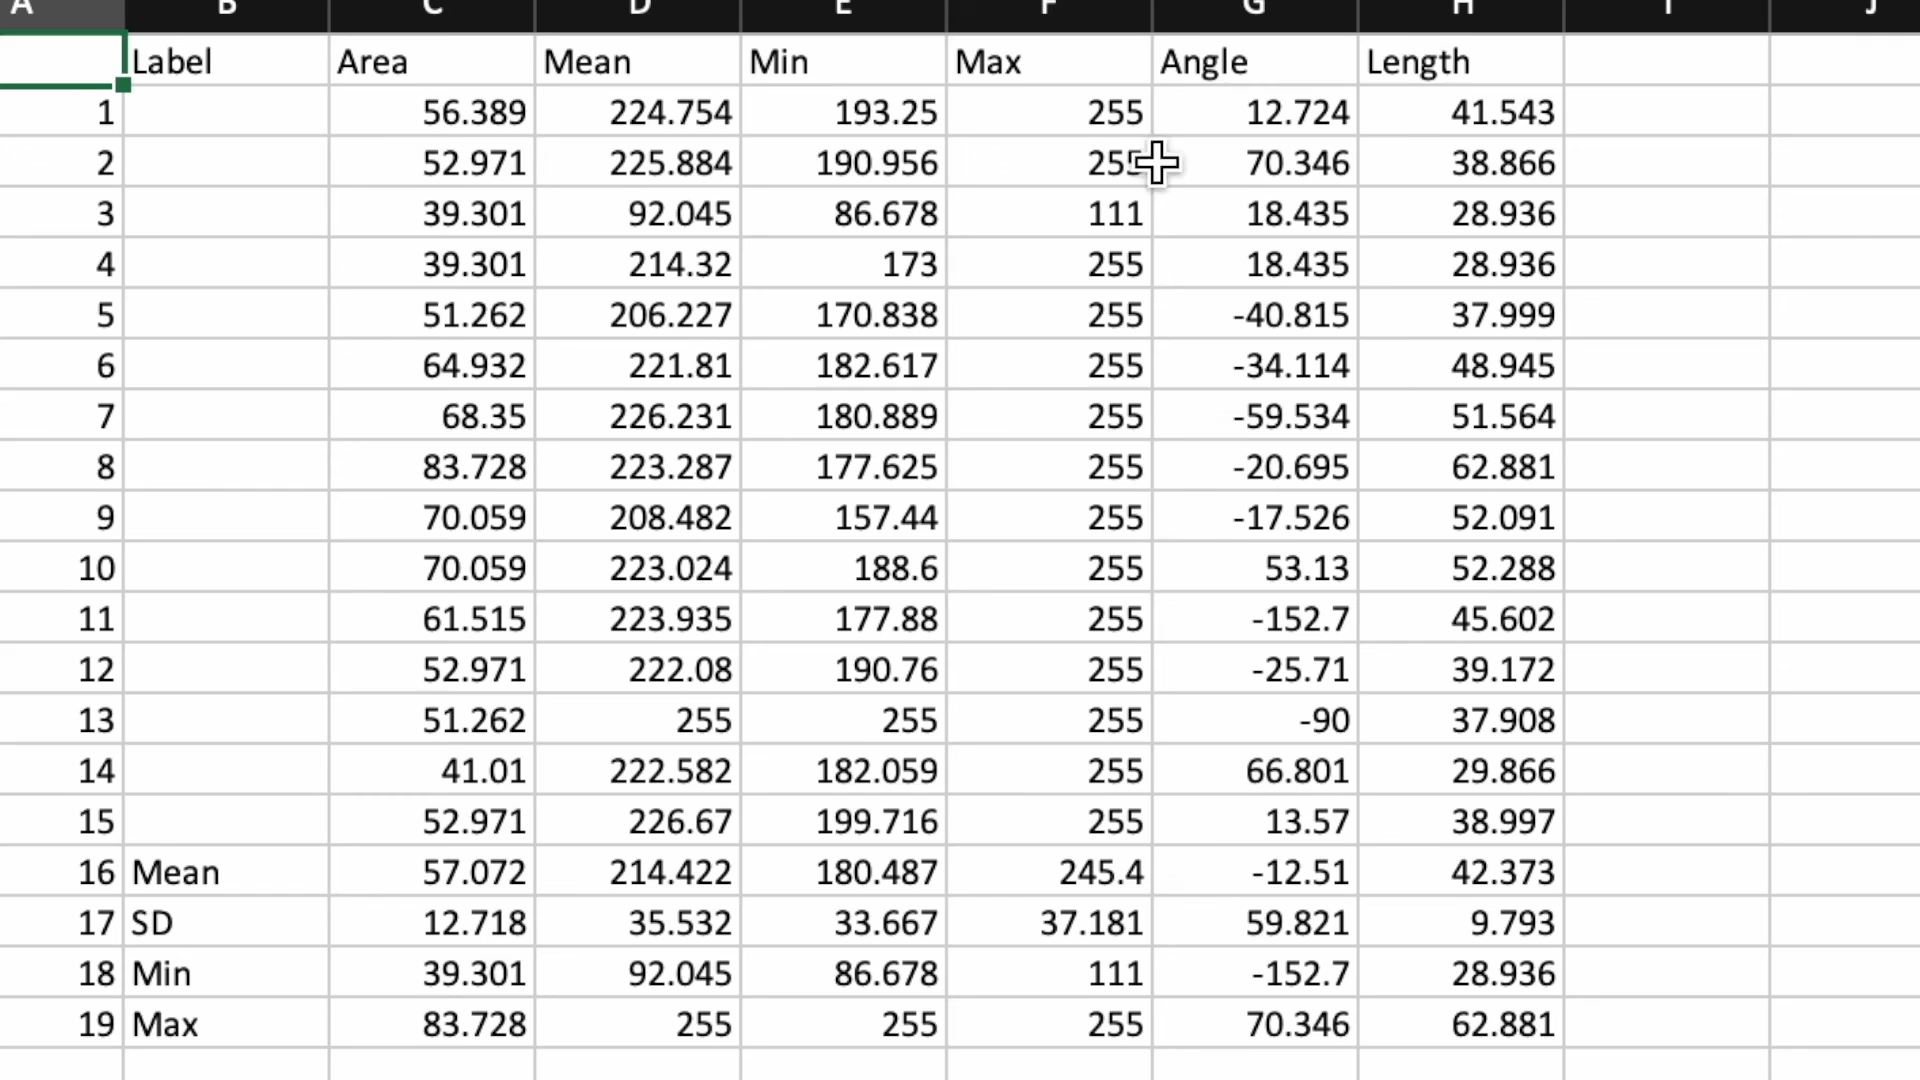 A B C D E F G H I J
Label Area Mean Min Max Angle Length
1 56.389 224.754 193.25 255 12.724 41.543
2 52.971 225.884 190.956 255 70.346 38.866
3 39.301 92.045 86.678 111 18.435 28.936
4 39.301 214.32 173 255 18.435 28.936
5 51.262 206.227 170.838 255 -40.815 37.999
6 64.932 221.81 182.617 255 -34.114 48.945
7 68.35 226.231 180.889 255 -59.534 51.564
8 83.728 223.287 177.625 255 -20.695 62.881
9 70.059 208.482 157.44 255 -17.526 52.091
10 70.059 223.024 188.6 255 53.13 52.288
11 61.515 223.935 177.88 255 -152.7 45.602
12 52.971 222.08 190.76 255 -25.71 39.172
13 51.262 255 255 255 -90 37.908
14 41.01 222.582 182.059 255 66.801 29.866
15 52.971 226.67 199.716 255 13.57 38.997
16 Mean 57.072 214.422 180.487 245.4 -12.51 42.373
17 SD 12.718 35.532 33.667 37.181 59.821 9.793
18 Min 39.301 92.045 86.678 111 -152.7 28.936
19 Max 83.728 255 255 255 70.346 62.881